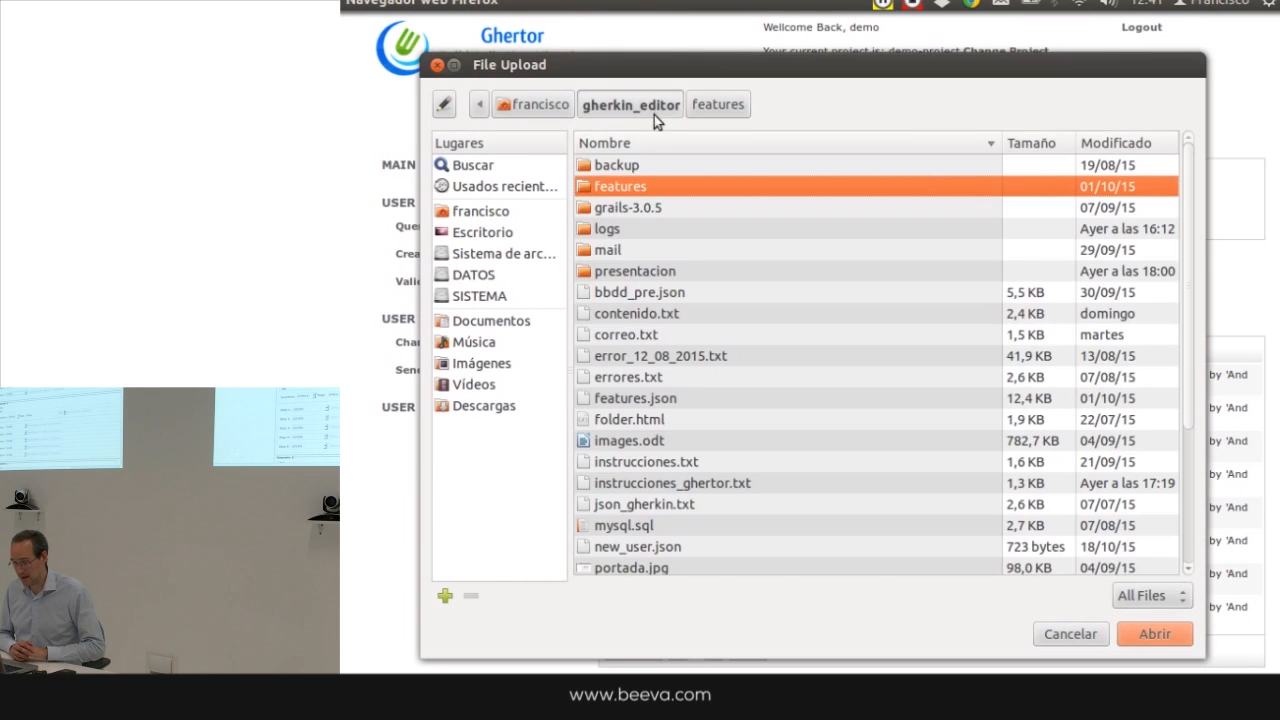 Navegador web Firefox
12:41
Francisco
Ghertor
Welcome Back, demo
Logout
Your current project is: demo-project Change Project
File Upload
francisco
gherkin_editor
features
Lugares
Nombre
Tamaño
Modificado
Buscar
Usados recient...
francisco
Escritorio
Sistema de arc...
DATOS
SISTEMA
Documentos
Música
Imágenes
Vídeos
Descargas
backup 19/08/15
features 01/10/15
grails-3.0.5 07/09/15
logs Ayer a las 16:12
mail 29/09/15
presentacion Ayer a las 18:00
bbdd_pre.json 5,5 KB 30/09/15
contenido.txt 2,4 KB domingo
correo.txt 1,5 KB martes
error_12_08_2015.txt 41,9 KB 13/08/15
errores.txt 2,6 KB 07/08/15
features.json 12,4 KB 01/10/15
folder.html 1,9 KB 22/07/15
images.odt 782,7 KB 04/09/15
instrucciones.txt 1,6 KB 21/09/15
instrucciones_ghertor.txt 1,3 KB Ayer a las 17:19
json_gherkin.txt 2,6 KB 07/07/15
mysql.sql 2,7 KB 07/08/15
new_user.json 723 bytes 18/10/15
portada.jpg 98,0 KB 04/09/15
MAIN
USER
Que
Crea
Valid
USER
Cha
Send
USER
by 'And
by 'And
by 'And
by 'And
by 'And
by 'And
by 'And
by 'And
All Files
Cancelar
Abrir
www.beeva.com